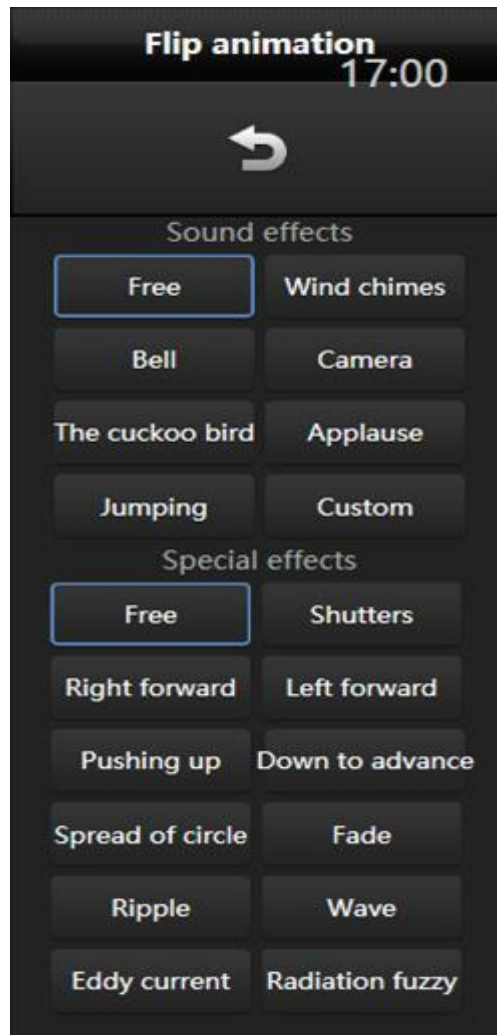 Flip animation
17:00
Sound effects
Free Wind chimes
Bell Camera
The cuckoo bird Applause
Jumping Custom
Special effects
Free Shutters
Right forward Left forward
Pushing up Down to advance
Spread of circle Fade
Ripple Wave
Eddy current Radiation fuzzy